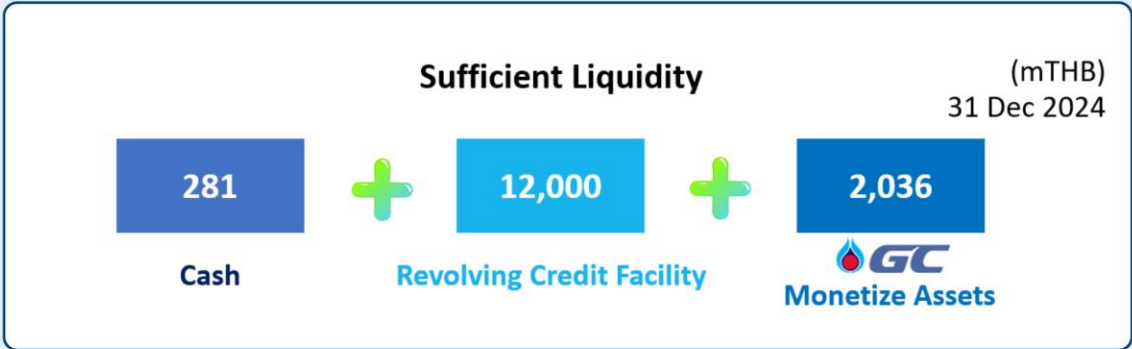 Sufficient Liquidity
(mTHB)
31 Dec 2024
281
12,000
2,036
Cash
Revolving Credit Facility
GC
Monetize Assets